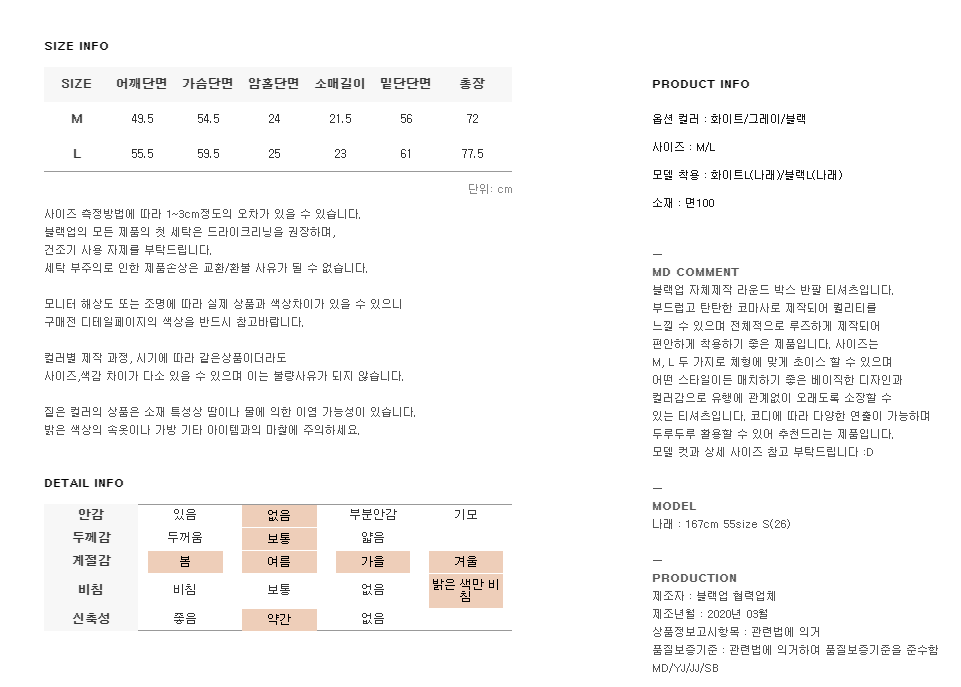 SIZE INFO
SIZE 어깨단면 가슴단면 암홀단면 소매길이 밑단단면 총장
M 49.5 54.5 24 21.5 56 72
L 55.5 59.5 25 23 61 77.5
단위: cm
사이즈 측정방법에 따라 1~3cm정도의 오차가 있을 수 있습니다.
블랙업의 모든 제품의 첫 세탁은 드라이크리닝을 권장하며,
건조기 사용 자제를 부탁드립니다.
세탁 부주의로 인한 제품손상은 교환/환불 사유가 될 수 없습니다.
모니터 해상도 또는 조명에 따라 실제 상품과 색상차이가 있을 수 있으니
구매전 디테일페이지의 색상을 반드시 참고바랍니다.
컬러별 제작 과정, 시기에 따라 같은상품이더라도
사이즈,색감 차이가 다소 있을 수 있으며 이는 불량사유가 되지 않습니다.
짙은 컬러의 상품은 소재 특성상 땀이나 물에 의한 이염 가능성이 있습니다.
밝은 색상의 속옷이나 가방 기타 아이템과의 마찰에 주의하세요.
DETAIL INFO
안감 있음 없음 부분안감 기모
두께감 두꺼움 보통 얇음
계절감 봄 여름 가을 겨울
비침 비침 보통 없음 밝은 색만 비
침
신축성 좋음 약간 없음
PRODUCT INFO
옵션 컬러 : 화이트/그레이/블랙
사이즈 : M/L
모델 착용 : 화이트L(나래)/블랙L(나래)
소재 : 면100
—
MD COMMENT
블랙업 자체제작 라운드 박스 반팔 티셔츠입니다.
부드럽고 탄탄한 코마사로 제작되어 퀄리티를
느낄 수 있으며 전체적으로 루즈하게 제작되어
편안하게 착용하기 좋은 제품입니다. 사이즈는
M, L 두 가지로 체형에 맞게 초이스 할 수 있으며
어떤 스타일이든 매치하기 좋은 베이직한 디자인과
컬러감으로 유행에 관계없이 오래도록 소장할 수
있는 티셔츠입니다. 코디에 따라 다양한 연출이 가능하며
두루두루 활용할 수 있어 추천드리는 제품입니다.
모델 컷과 상세 사이즈 참고 부탁드립니다 :D
—
MODEL
나래 : 167cm 55size S(26)
—
PRODUCTION
제조자 : 블랙업 협력업체
제조년월 : 2020년 03월
상품정보고시항목 : 관련법에 의거
품질보증기준 : 관련법에 의거하여 품질보증기준을 준수함
MD/YJ/JJ/SB